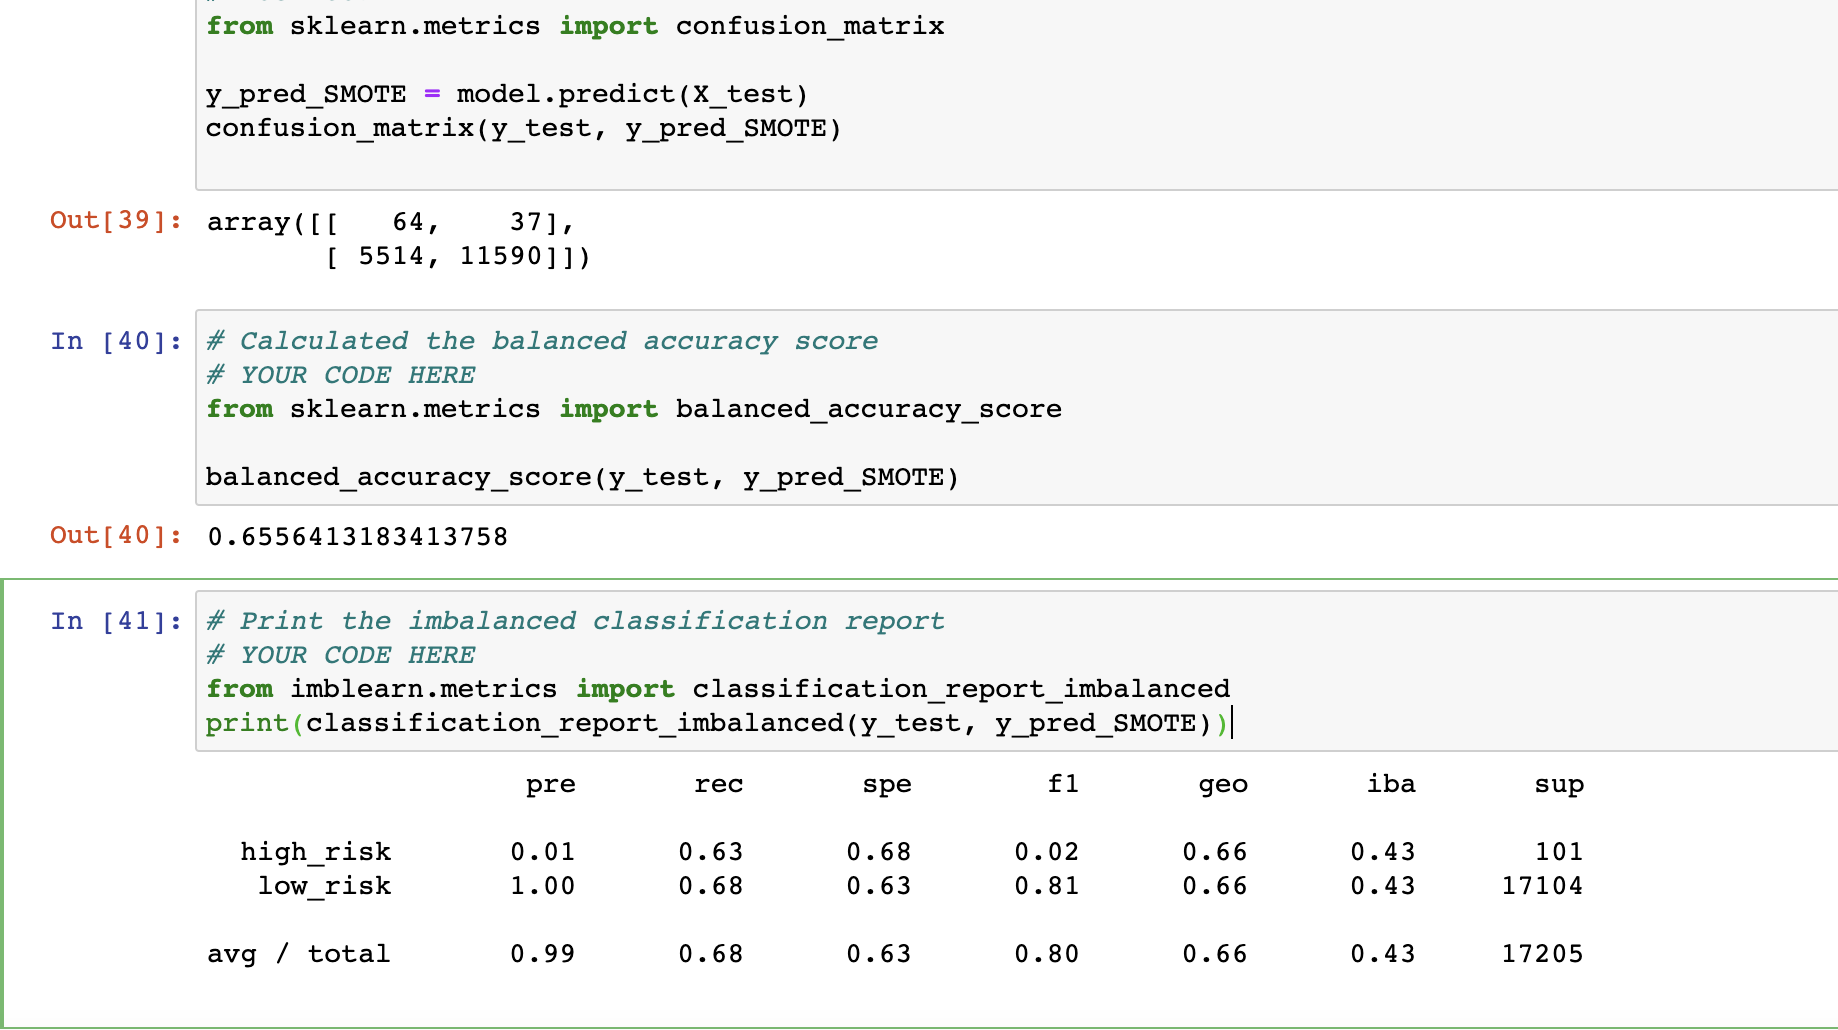 from sklearn.metrics import confusion_matrix
y_pred_SMOTE = model.predict(X_test)
confusion_matrix(y_test, y_pred_SMOTE)
Out[39]: array([[   64,    37],
       [ 5514, 11590]])
In [40]: # Calculated the balanced accuracy score
# YOUR CODE HERE
from sklearn.metrics import balanced_accuracy_score
balanced_accuracy_score(y_test, y_pred_SMOTE)
Out[40]: 0.6556413183413758
In [41]: # Print the imbalanced classification report
# YOUR CODE HERE
from imblearn.metrics import classification_report_imbalanced
print(classification_report_imbalanced(y_test, y_pred_SMOTE))
pre rec spe f1 geo iba sup
high_risk 0.01 0.63 0.68 0.02 0.66 0.43 101
low_risk 1.00 0.68 0.63 0.81 0.66 0.43 17104
avg / total 0.99 0.68 0.63 0.80 0.66 0.43 17205